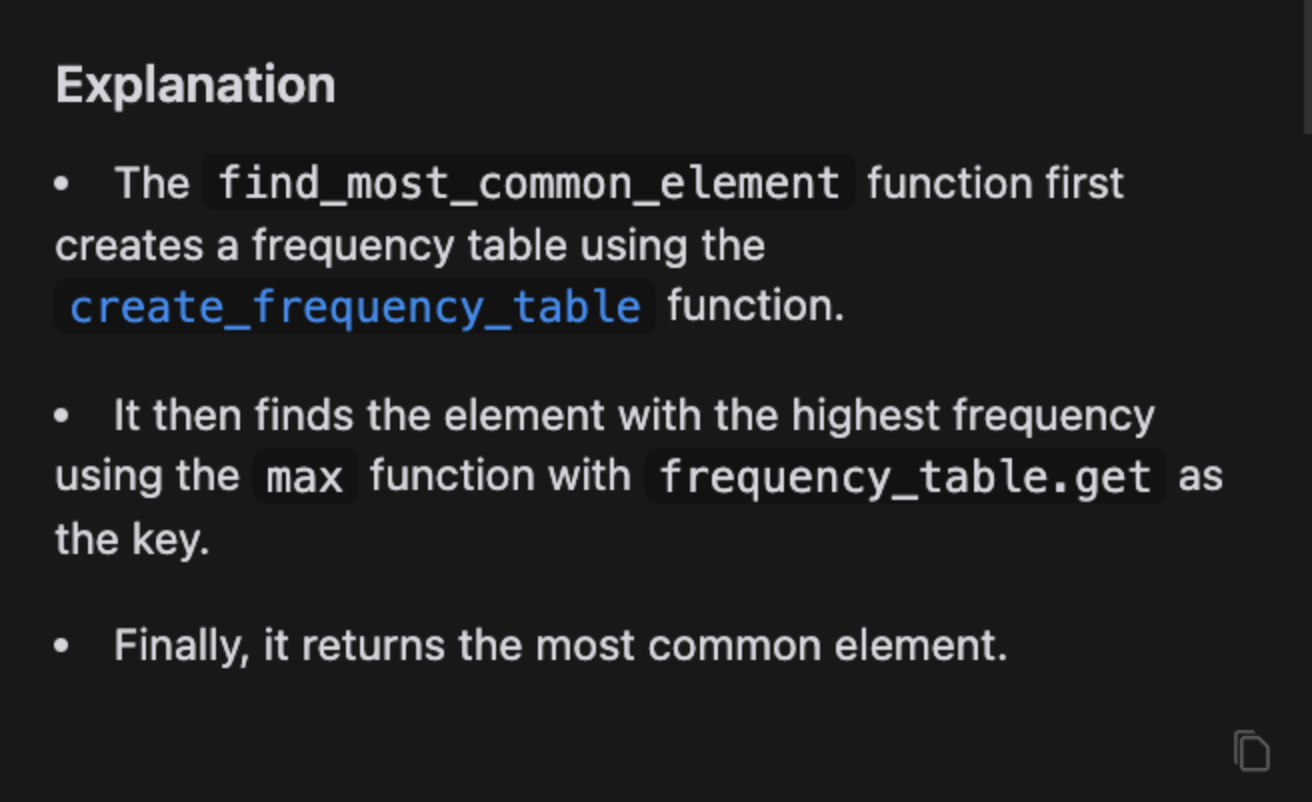 Explanation
• The find_most_common_element function first
creates a frequency table using the
create_frequency_table function.
• It then finds the element with the highest frequency
using the max function with frequency_table.get as
the key.
• Finally, it returns the most common element.